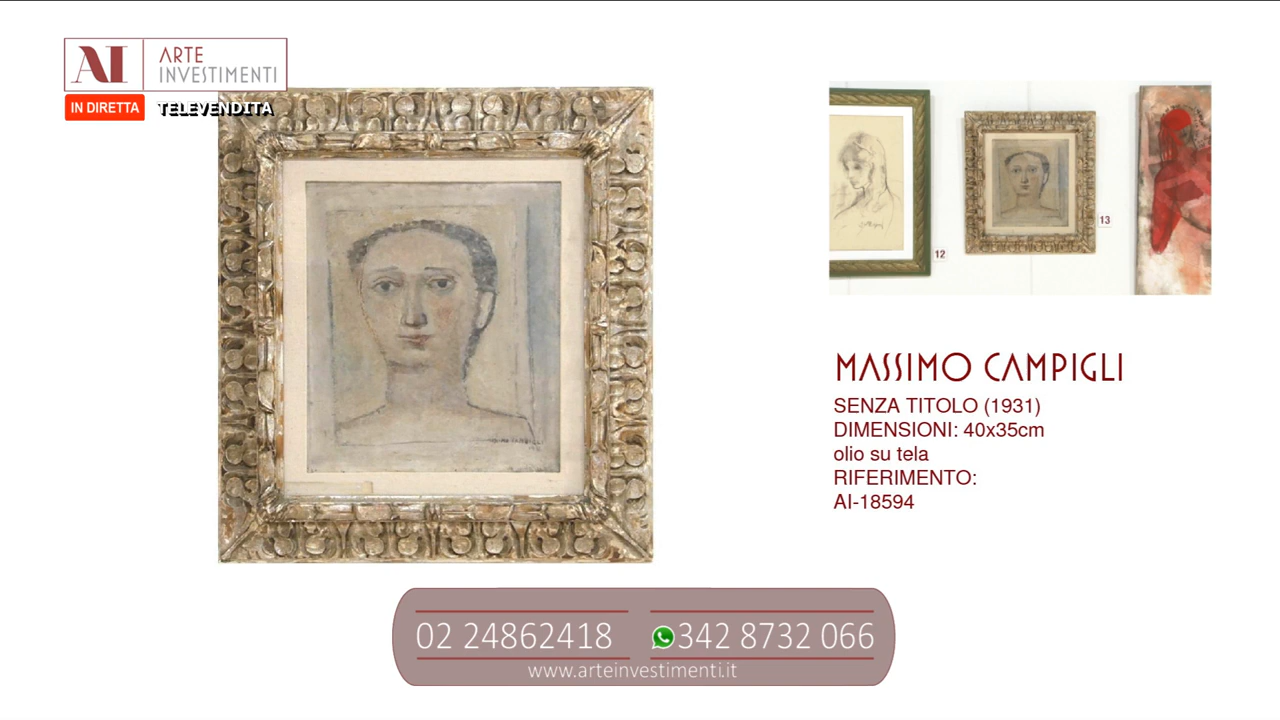 AI ARTE
INVESTIMENTI
IN DIRETTA TELEVENDITA
12
13
MASSIMO CAMPIGLI
SENZA TITOLO (1931)
DIMENSIONI: 40x35cm
olio su tela
RIFERIMENTO:
AI-18594
02 24862418 342 8732 066
www.arteinvestimenti.it